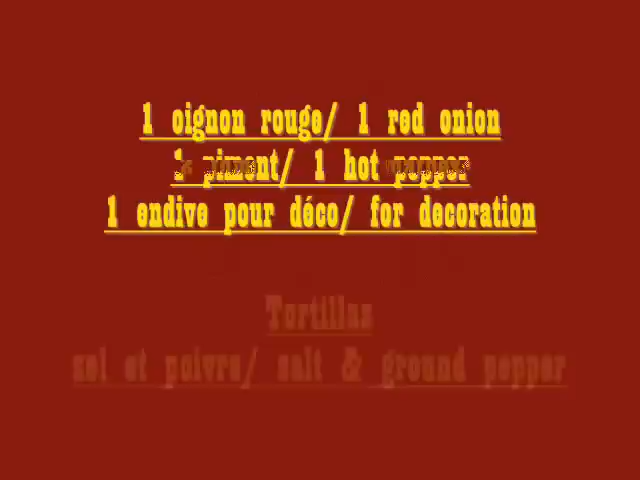 1 oignon rouge/ 1 red onion
1 piment/ 1 hot pepper
1 endive pour déco/ for decoration
Tortillas
sel et poivre/ salt & ground pepper